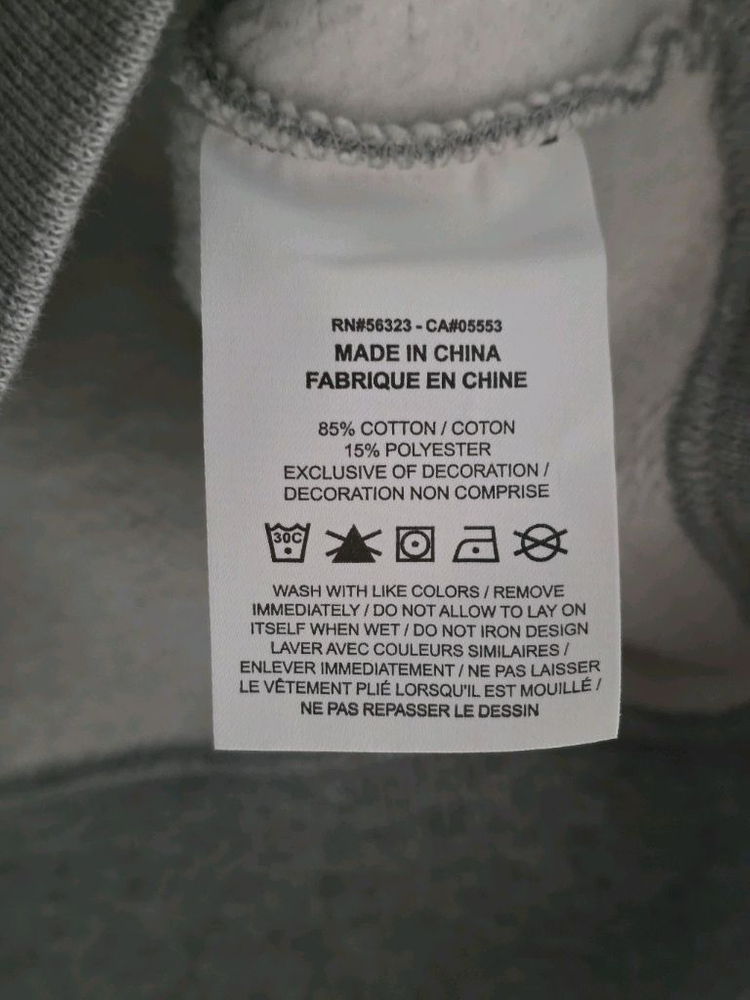 RN#56323 - CA#05553
MADE IN CHINA
FABRIQUE EN CHINE
85% COTTON / COTON
15% POLYESTER
EXCLUSIVE OF DECORATION /
DECORATION NON COMPRISE
30C
WASH WITH LIKE COLORS / REMOVE
IMMEDIATELY / DO NOT ALLOW TO LAY ON
ITSELF WHEN WET / DO NOT IRON DESIGN
LAVER AVEC COULEURS SIMILAIRES /
ENLEVER IMMEDIATEMENT / NE PAS LAISSER
LE VÊTEMENT PLIÉ LORSQU'IL EST MOUILLÉ /
NE PAS REPASSER LE DESSIN